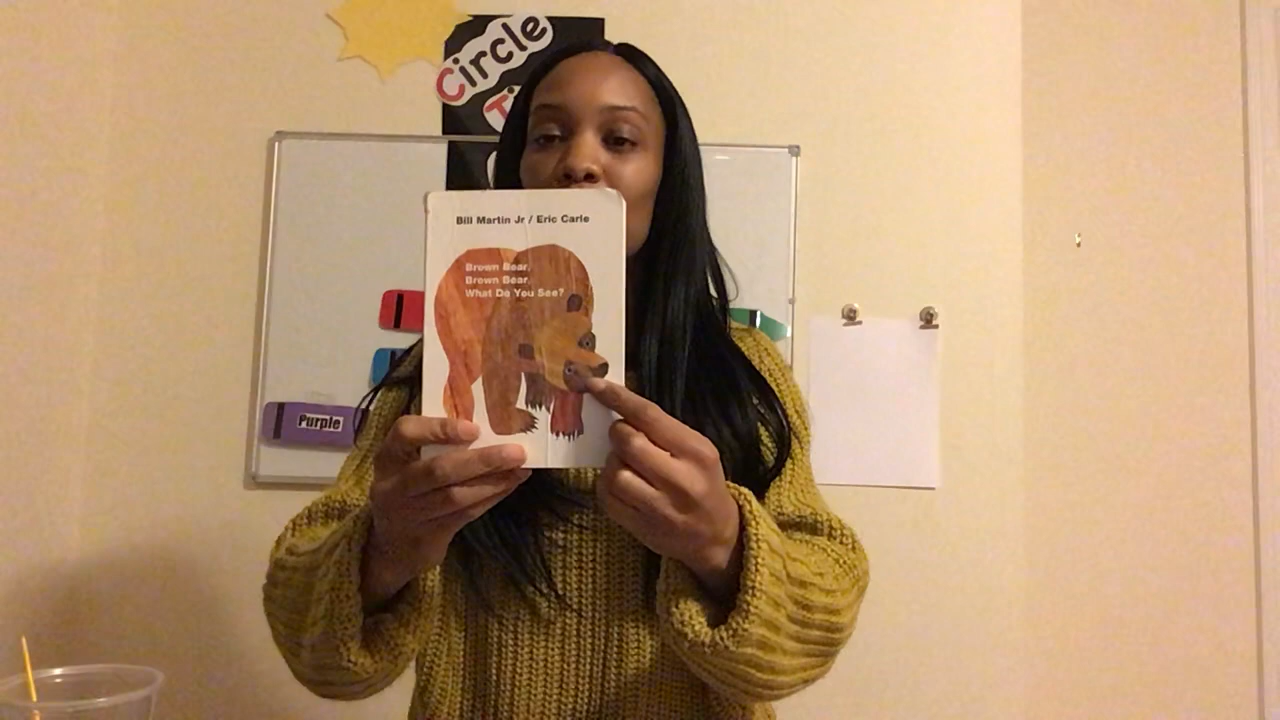 Circle
Bill Martin Jr / Eric Carle
Brown Bear,
Brown Bear,
What Do You See?
Purple